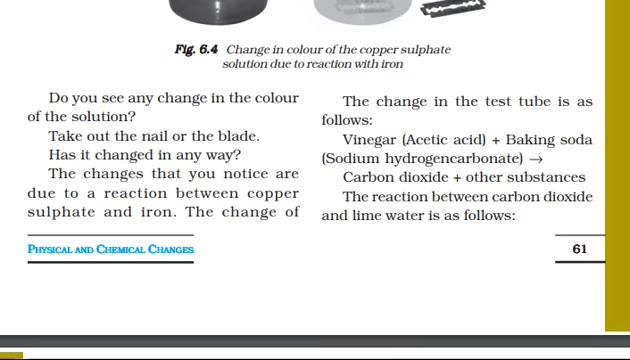 Fig. 6.4 Change in colour of the copper sulphate
solution due to reaction with iron
Do you see any change in the colour
of the solution?
Take out the nail or the blade.
Has it changed in any way?
The changes that you notice are
due to a reaction between copper
sulphate and iron. The change of
The change in the test tube is as
follows:
Vinegar (Acetic acid) + Baking soda
(Sodium hydrogencarbonate) →
Carbon dioxide + other substances
The reaction between carbon dioxide
and lime water is as follows:
PHYSICAL AND CHEMICAL CHANGES
61